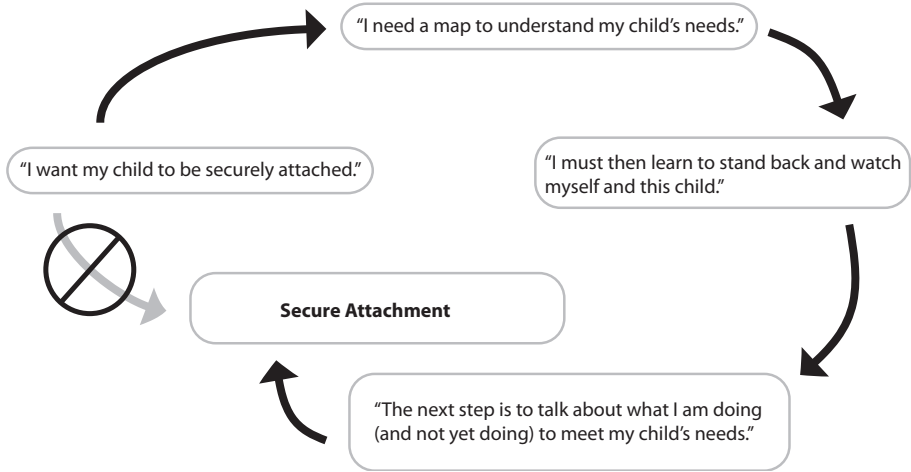 “I need a map to understand my child’s needs.”
“I want my child to be securely attached.”
“I must then learn to stand back and watch
myself and this child.”
Secure Attachment
“The next step is to talk about what I am doing
(and not yet doing) to meet my child’s needs.”